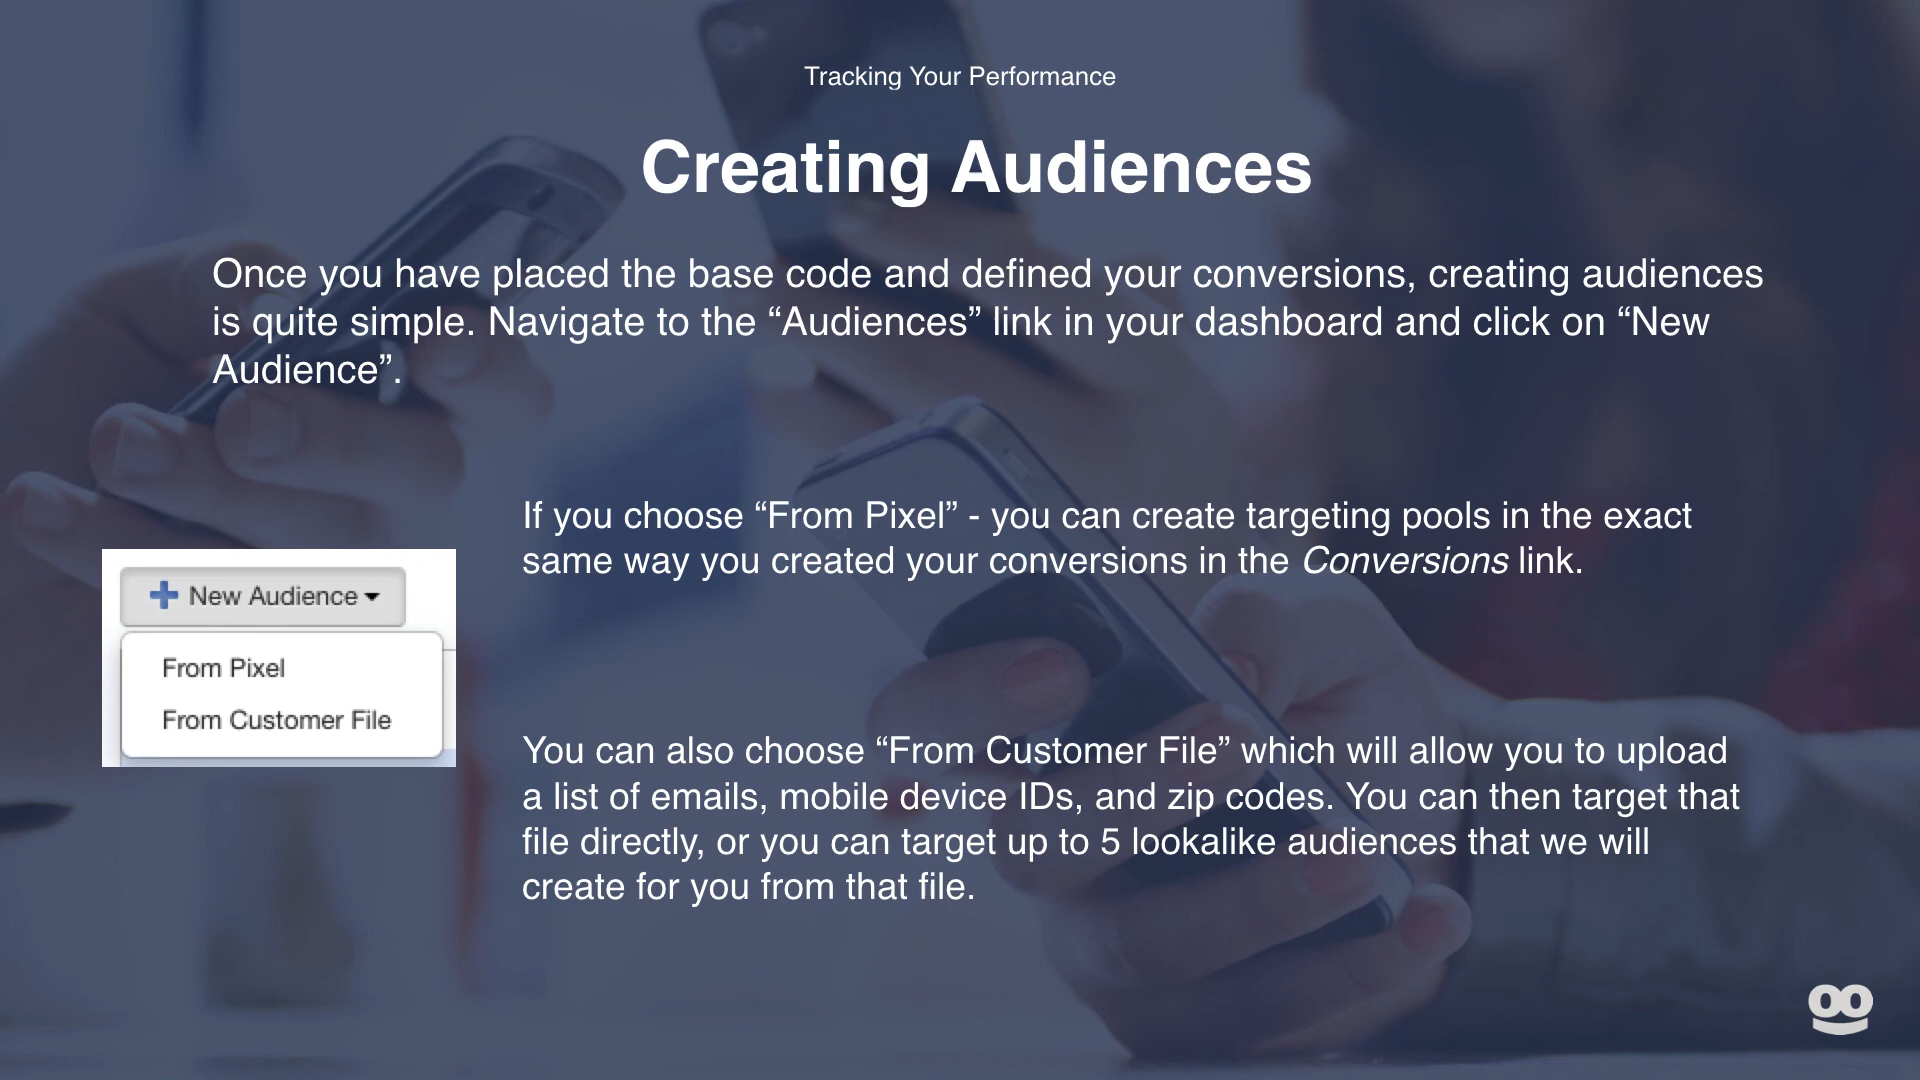 Tracking Your Performance
Creating Audiences
Once you have placed the base code and defined your conversions, creating audiences
is quite simple. Navigate to the “Audiences” link in your dashboard and click on “New
Audience”.
If you choose “From Pixel” - you can create targeting pools in the exact
same way you created your conversions in the Conversions link.
New Audience
From Pixel
From Customer File
You can also choose “From Customer File” which will allow you to upload
a list of emails, mobile device IDs, and zip codes. You can then target that
file directly, or you can target up to 5 lookalike audiences that we will
create for you from that file.